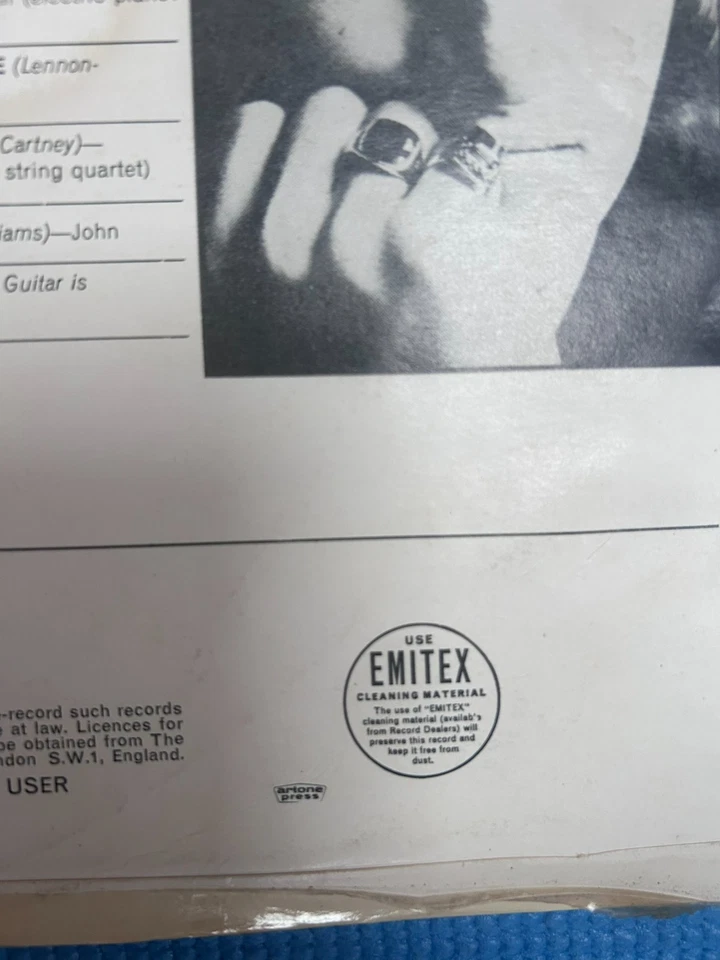 E (Lennon-
Cartney)—
string quartet)
iams)—John
Guitar is
e-record such records
e at law. Licences for
be obtained from The
ndon S.W.1, England.
USER
artone
press
USE
EMITEX
CLEANING MATERIAL
The use of "EMITEX"
cleaning material (availab's
from Record Dealers) will
preserve this record and
keep it free from
dust.